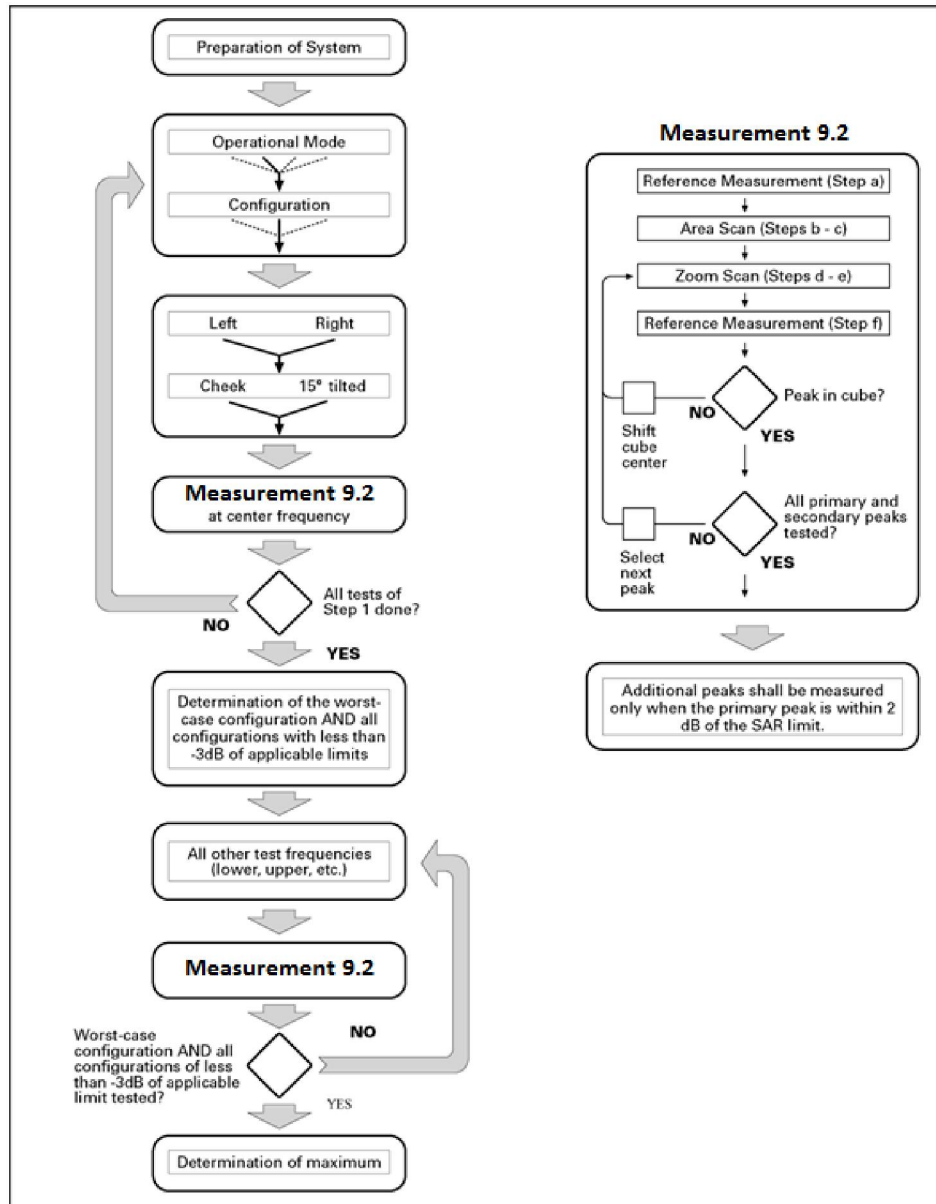 Preparation of System
Operational Mode
Configuration
Left Right
Cheek 15° tilted
Measurement 9.2
at center frequency
All tests of
Step 1 done?
NO
YES
Determination of the worst-
case configuration AND all
configurations with less than
-3dB of applicable limits
All other test frequencies
(lower, upper, etc.)
Measurement 9.2
Worst-case
configuration AND all
configurations of less
than -3dB of applicable
limit tested?
NO
YES
Determination of maximum
Measurement 9.2
Reference Measurement (Step a)
Area Scan (Steps b - c)
Zoom Scan (Steps d - e)
Reference Measurement (Step f)
Peak in cube?
NO
YES
Shift
cube
center
All primary and
secondary peaks
tested?
NO
YES
Select
next
peak
Additional peaks shall be measured
only when the primary peak is within 2
dB of the SAR limit.